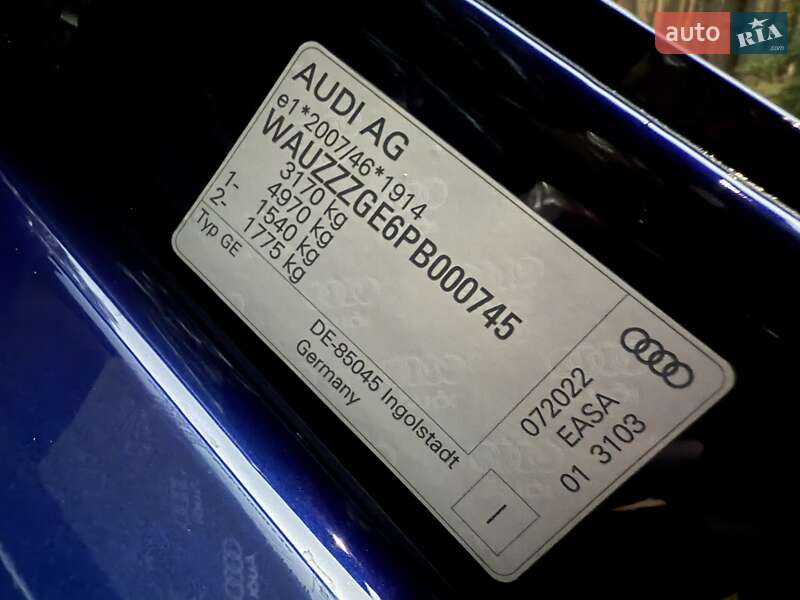 auto RIA
.com
AUDI AG
e1*2007/46*1914
WAUZZZGE6PB000745
3170 kg
4970 kg
1- 1540 kg
2- 1775 kg
Typ GE
DE-85045 Ingolstadt
Germany
072022
EASA
01 3103
I